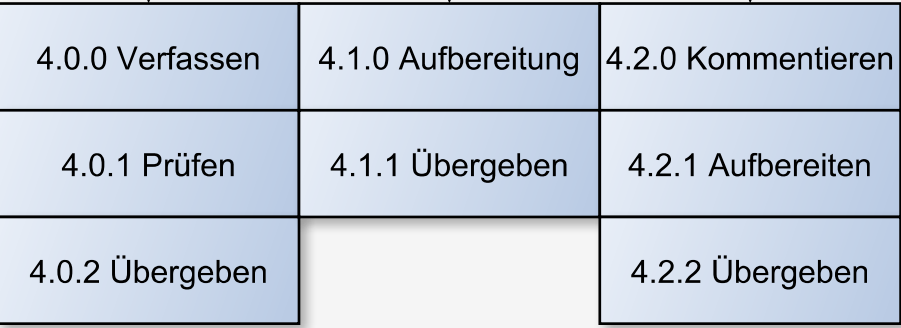 4.0.0 Verfassen
4.1.0 Aufbereitung
4.2.0 Kommentieren
4.0.1 Prüfen
4.1.1 Übergeben
4.2.1 Aufbereiten
4.0.2 Übergeben
4.2.2 Übergeben